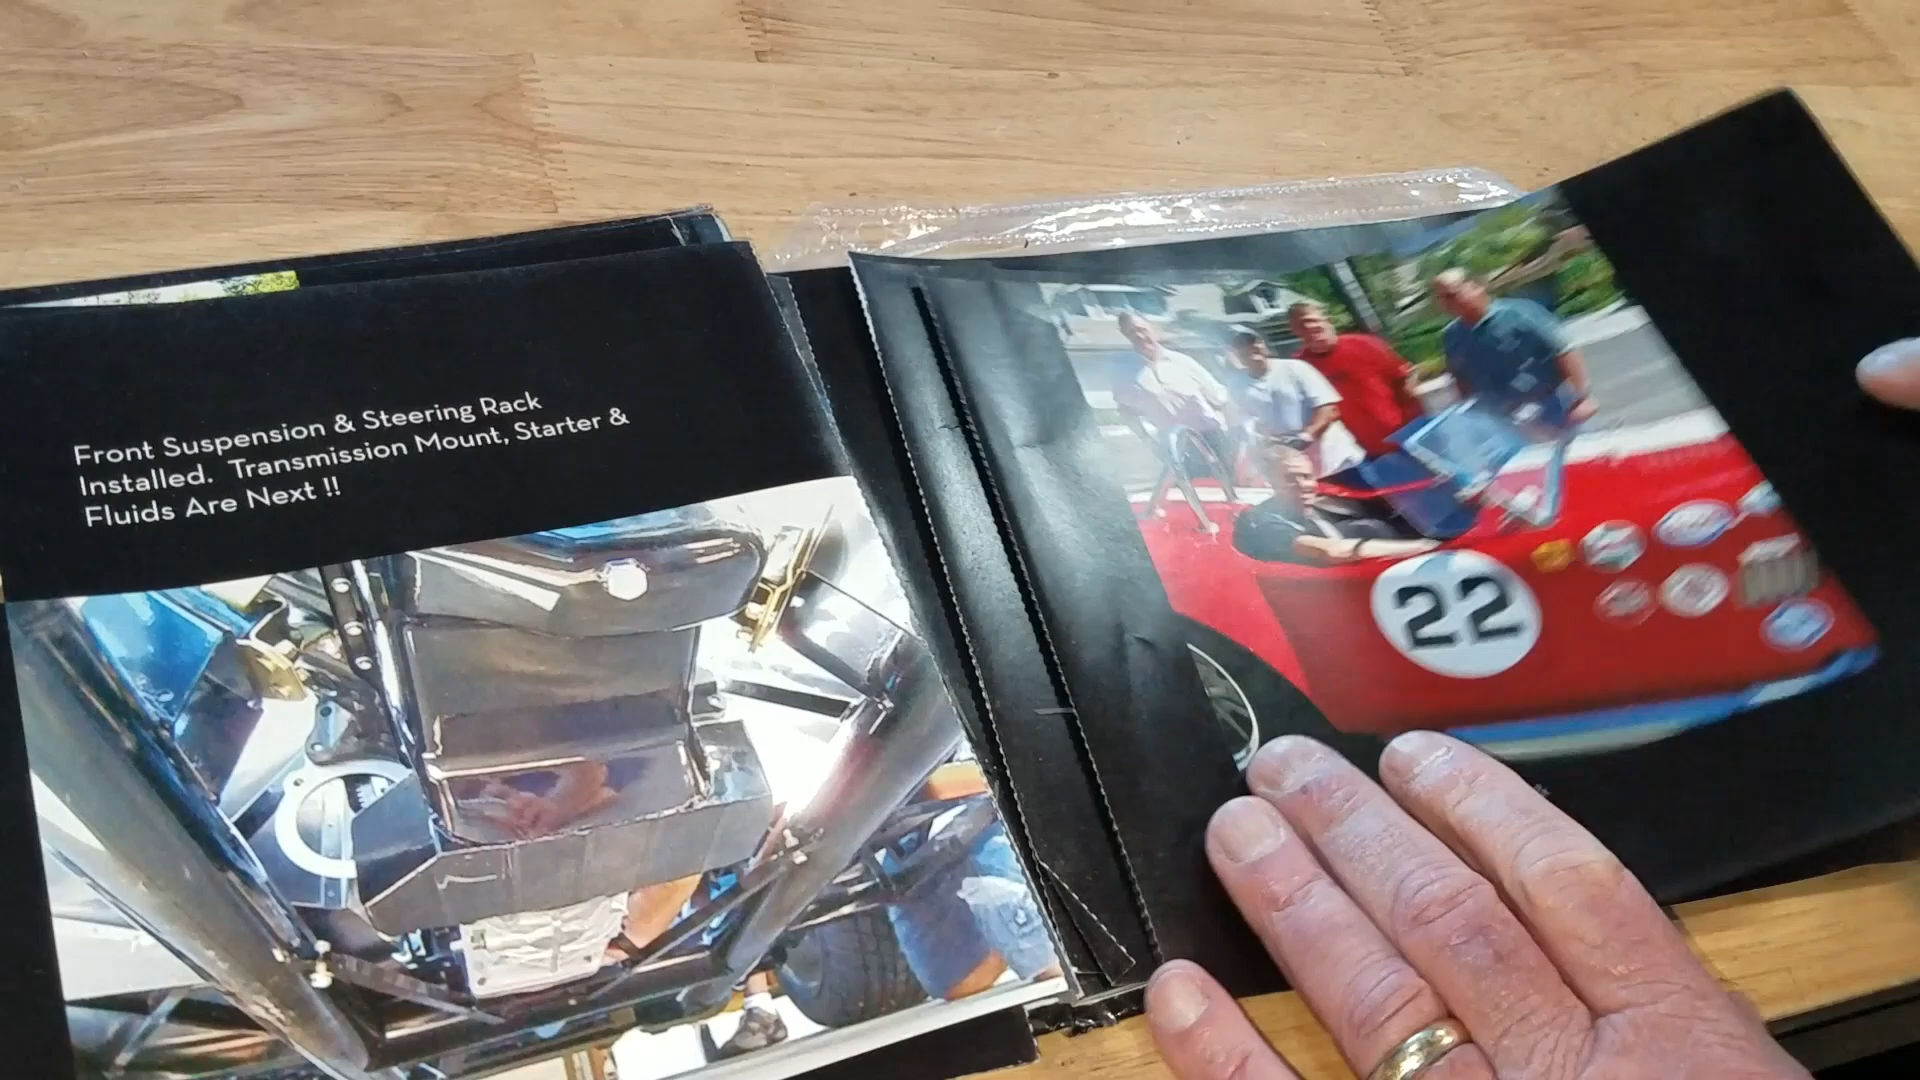 Front Suspension & Steering Rack
Installed. Transmission Mount, Starter &
Fluids Are Next !!
22